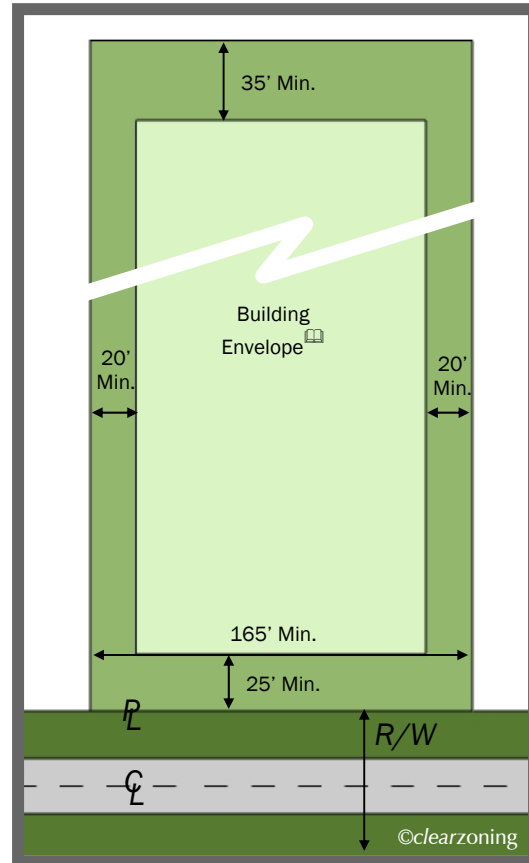 35’ Min.
Building
Envelope
20’
Min.
20’
Min.
165’ Min.
25’ Min.
PL
R/W
CL
©clearzoning